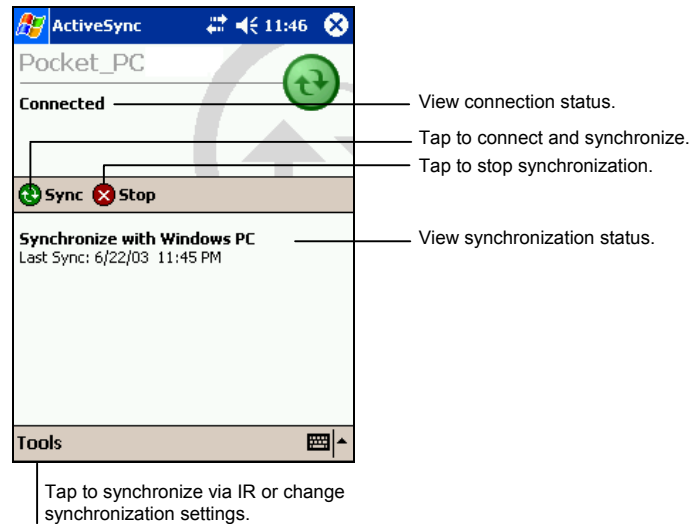 ActiveSync 11:46
Pocket_PC
Connected
View connection status.
Tap to connect and synchronize.
Tap to stop synchronization.
Sync Stop
Synchronize with Windows PC
View synchronization status.
Last Sync: 6/22/03 11:45 PM
Tools
Tap to synchronize via IR or change
synchronization settings.